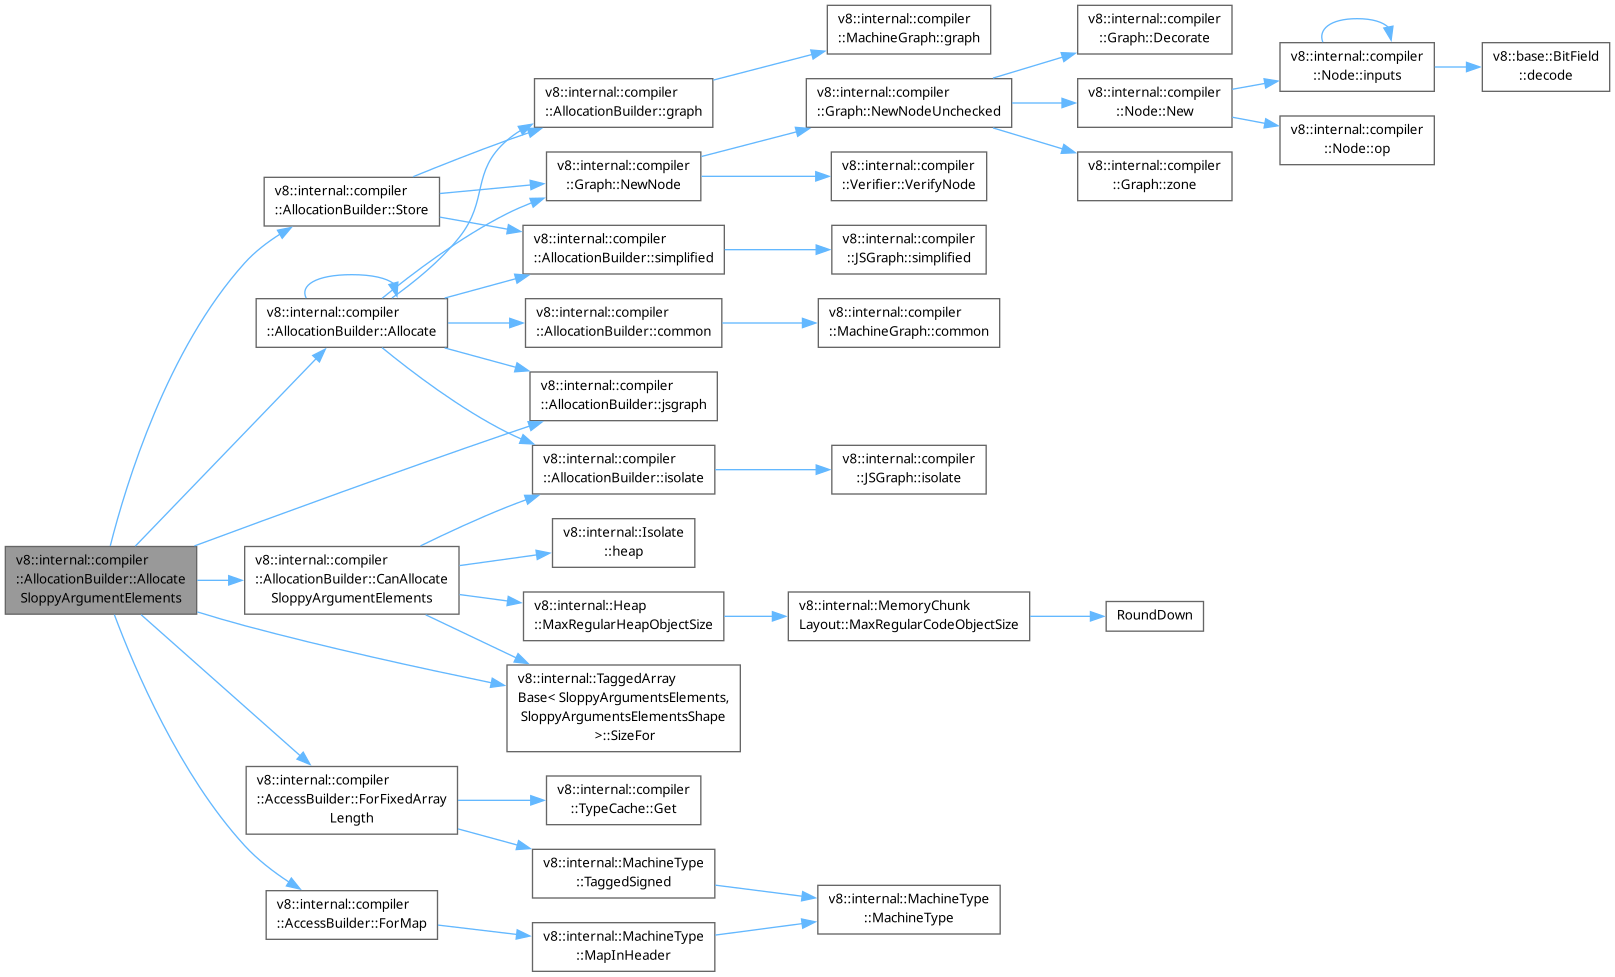 v8::internal::compiler
::AllocationBuilder::Allocate
SloppyArgumentElements
v8::internal::compiler
::AllocationBuilder::Store
v8::internal::compiler
::AllocationBuilder::Allocate
v8::internal::compiler
::AllocationBuilder::CanAllocate
SloppyArgumentElements
v8::internal::compiler
::AccessBuilder::ForFixedArray
Length
v8::internal::compiler
::AccessBuilder::ForMap
v8::internal::compiler
::AllocationBuilder::graph
v8::internal::compiler
::Graph::NewNode
v8::internal::compiler
::AllocationBuilder::simplified
v8::internal::compiler
::AllocationBuilder::common
v8::internal::compiler
::AllocationBuilder::jsgraph
v8::internal::compiler
::AllocationBuilder::isolate
v8::internal::Isolate
::heap
v8::internal::Heap
::MaxRegularHeapObjectSize
v8::internal::TaggedArray
Base< SloppyArgumentsElements,
SloppyArgumentsElementsShape
>::SizeFor
v8::internal::compiler
::TypeCache::Get
v8::internal::MachineType
::TaggedSigned
v8::internal::MachineType
::MapInHeader
v8::internal::compiler
::MachineGraph::graph
v8::internal::compiler
::Graph::NewNodeUnchecked
v8::internal::compiler
::Verifier::VerifyNode
v8::internal::compiler
::JSGraph::simplified
v8::internal::compiler
::MachineGraph::common
v8::internal::compiler
::JSGraph::isolate
v8::internal::MemoryChunk
Layout::MaxRegularCodeObjectSize
v8::internal::MachineType
::MachineType
v8::internal::compiler
::Graph::Decorate
v8::internal::compiler
::Node::New
v8::internal::compiler
::Graph::zone
RoundDown
v8::internal::compiler
::Node::inputs
v8::internal::compiler
::Node::op
v8::base::BitField
::decode